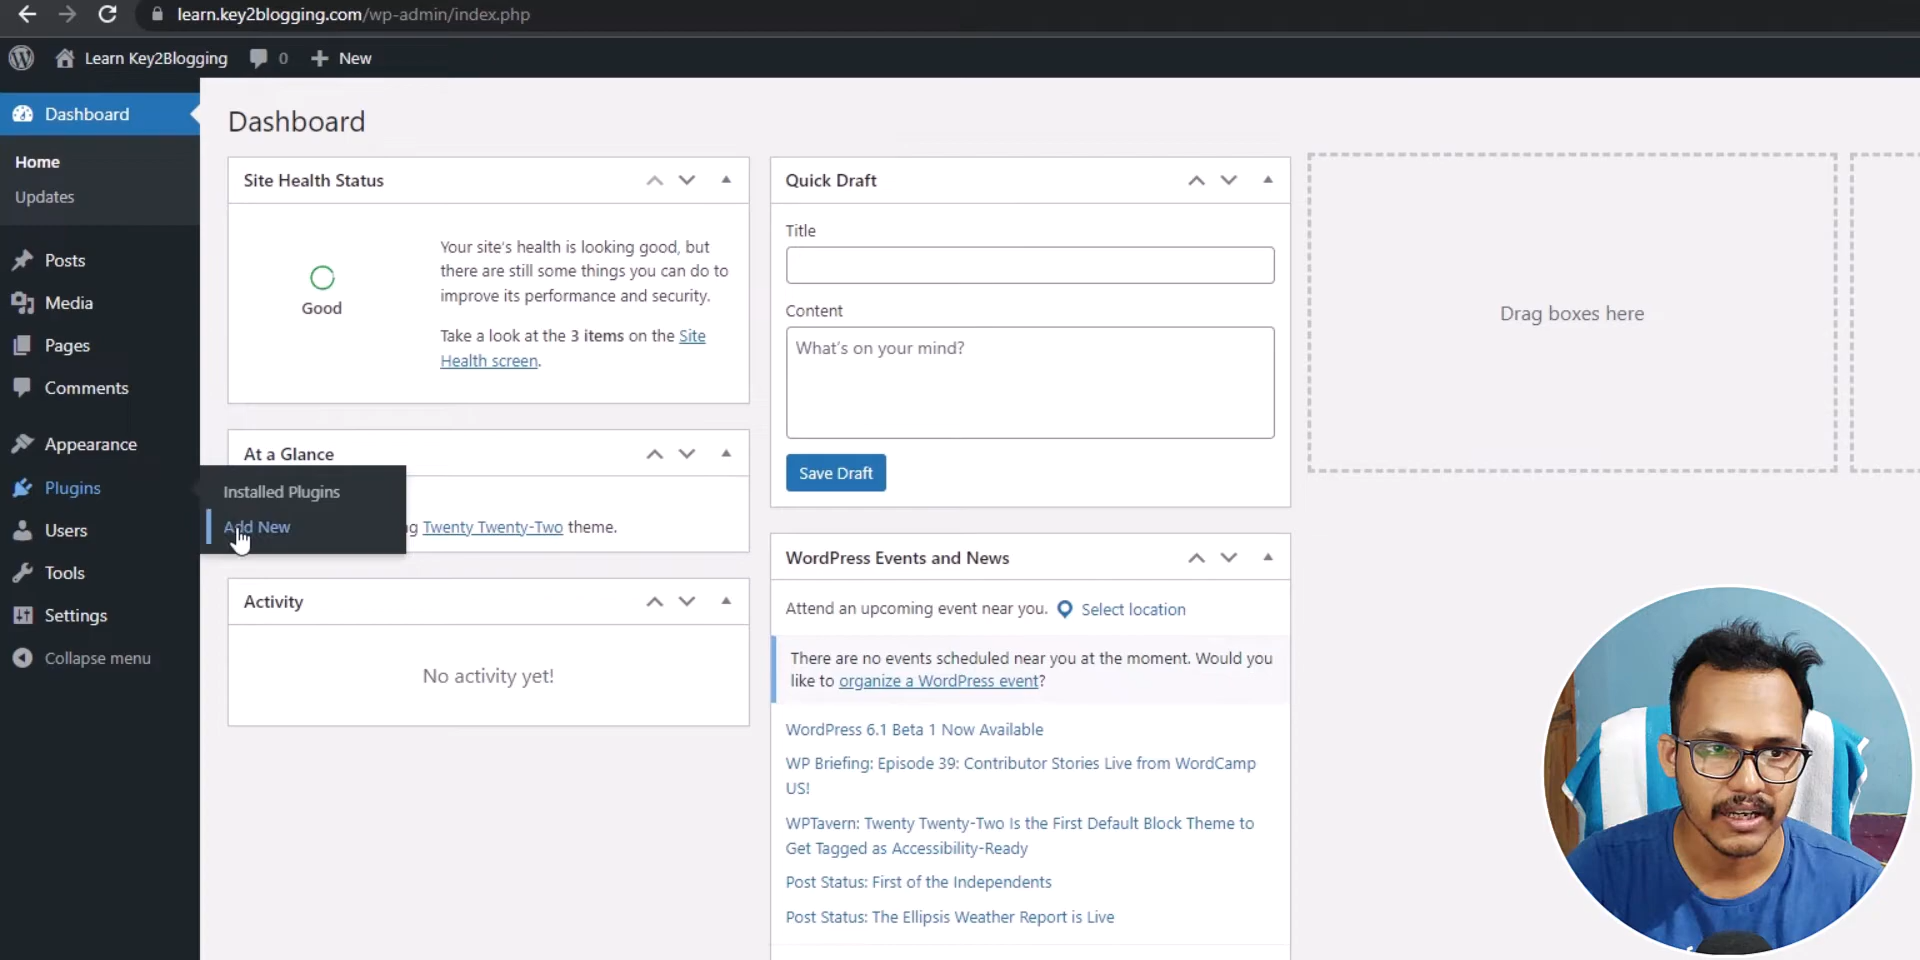 learn.key2blogging.com/wp-admin/index.php
Learn Key2Blogging
0
New
Dashboard
Home
Updates
Posts
Media
Pages
Comments
Appearance
Plugins
Users
Tools
Settings
Collapse menu
Installed Plugins
Add New
Dashboard
Site Health Status
Good
Your site's health is looking good, but
there are still some things you can do to
improve its performance and security.
Take a look at the 3 items on the Site
Health screen.
At a Glance
g Twenty Twenty-Two theme.
Activity
No activity yet!
Quick Draft
Title
Content
What's on your mind?
Save Draft
WordPress Events and News
Attend an upcoming event near you.
Select location
There are no events scheduled near you at the moment. Would you
like to organize a WordPress event?
WordPress 6.1 Beta 1 Now Available
WP Briefing: Episode 39: Contributor Stories Live from WordCamp
US!
WPTavern: Twenty Twenty-Two Is the First Default Block Theme to
Get Tagged as Accessibility-Ready
Post Status: First of the Independents
Post Status: The Ellipsis Weather Report is Live
Drag boxes here